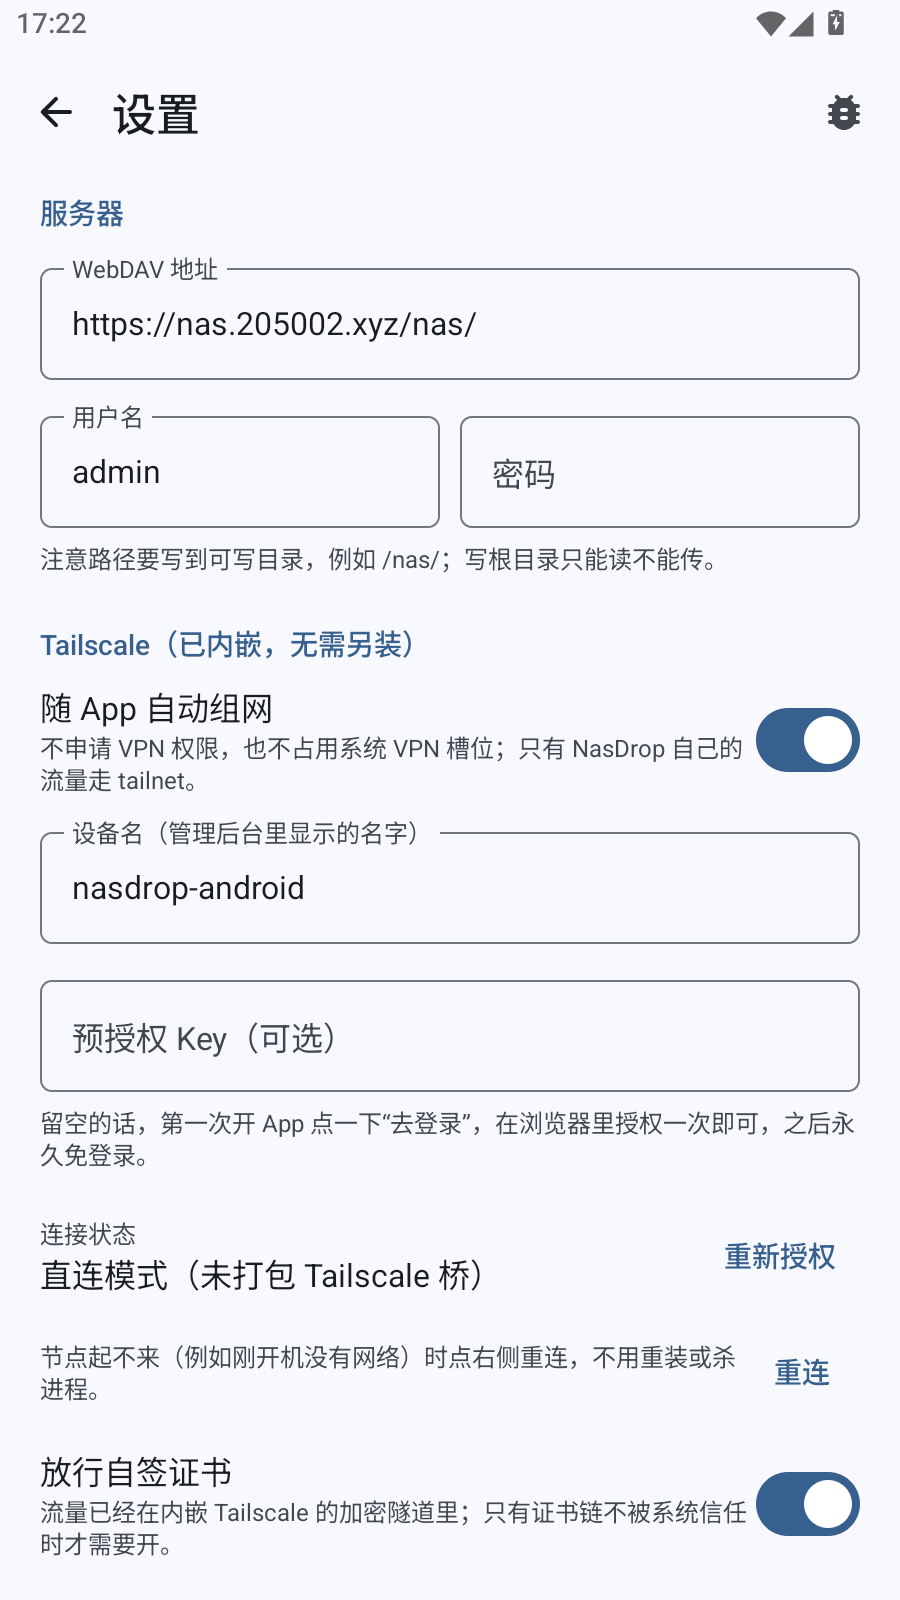 17:22
设置
服务器
WebDAV 地址
https://nas.205002.xyz/nas/
用户名
admin
密码
注意路径要写到可写目录，例如 /nas/；写根目录只能读不能传。
Tailscale（已内嵌，无需另装）
随 App 自动组网
不申请 VPN 权限，也不占用系统 VPN 槽位；只有 NasDrop 自己的
流量走 tailnet。
设备名（管理后台里显示的名字）
nasdrop-android
预授权 Key（可选）
留空的话，第一次开 App 点一下“去登录”，在浏览器里授权一次即可，之后永
久免登录。
连接状态
直连模式（未打包 Tailscale 桥）
重新授权
节点起不来（例如刚开机没有网络）时点右侧重连，不用重装或杀
进程。
重连
放行自签证书
流量已经在内嵌 Tailscale 的加密隧道里；只有证书链不被系统信任
时才需要开。